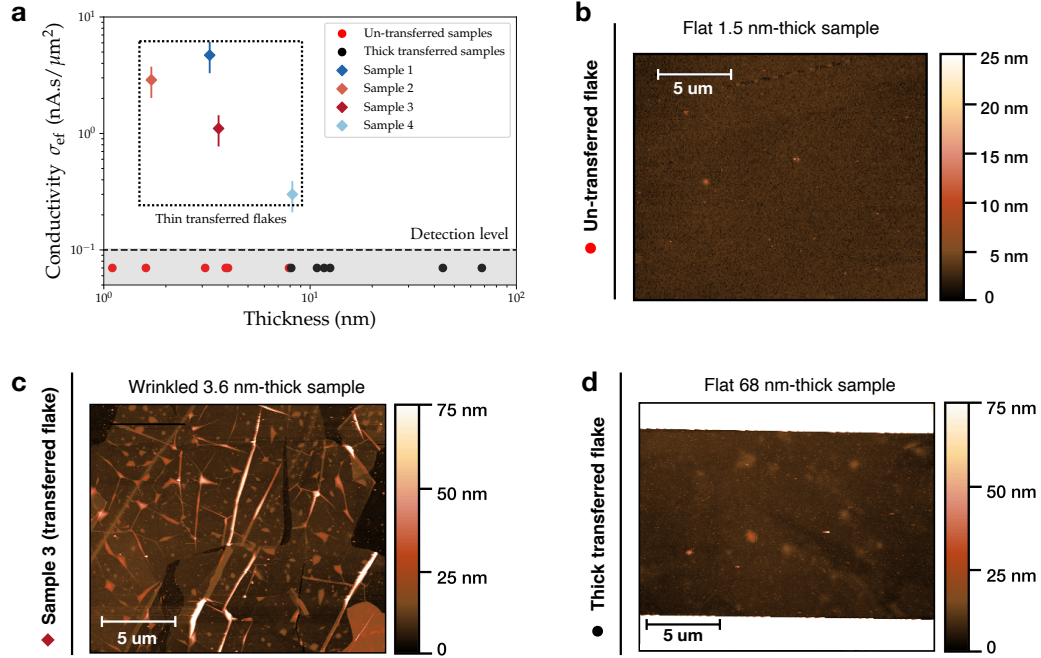 a
Conductivity σef (nA.s/μm²)
10¹
10⁰
10⁻¹
Un-transferred samples
Thick transferred samples
Sample 1
Sample 2
Sample 3
Sample 4
Thin transferred flakes
Detection level
10⁰
10¹
10²
Thickness (nm)
b
Un-transferred flake
Flat 1.5 nm-thick sample
5 um
25 nm
20 nm
15 nm
10 nm
5 nm
0
c
Sample 3 (transferred flake)
Wrinkled 3.6 nm-thick sample
5 um
75 nm
50 nm
25 nm
0
d
Thick transferred flake
Flat 68 nm-thick sample
5 um
75 nm
50 nm
25 nm
0